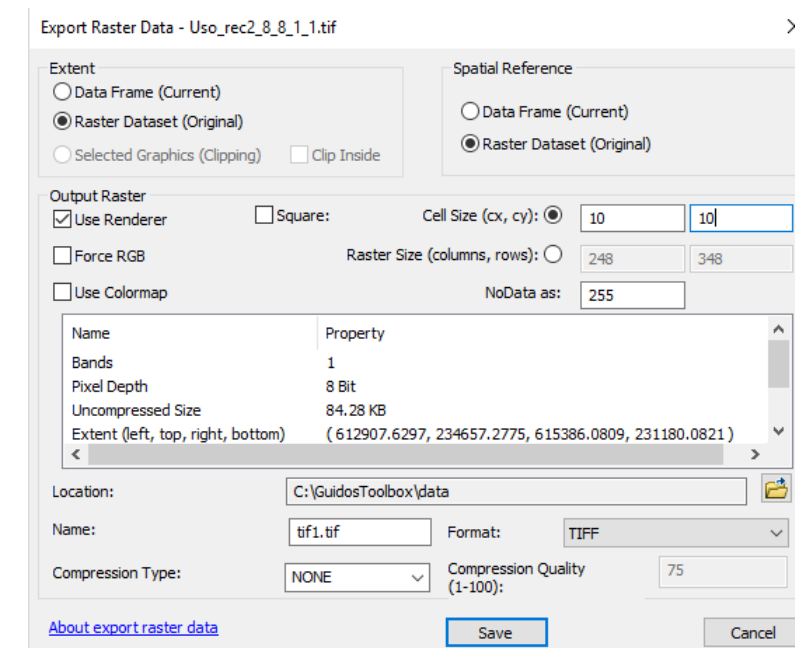 Export Raster Data - Uso_rec2_8_8_1_1.tif
Extent
Data Frame (Current)
Raster Dataset (Original)
Selected Graphics (Clipping) Clip Inside
Spatial Reference
Data Frame (Current)
Raster Dataset (Original)
Output Raster
Use Renderer Square: Cell Size (cx, cy): 10 10
Force RGB Raster Size (columns, rows): 248 348
Use Colormap NoData as: 255
Name Property
Bands 1
Pixel Depth 8 Bit
Uncompressed Size 84.28 KB
Extent (left, top, right, bottom) ( 612907.6297, 234657.2775, 615386.0809, 231180.0821 )
Location: C:\GuidosToolbox\data
Name: tif1.tif Format: TIFF
Compression Type: NONE Compression Quality (1-100): 75
About export raster data Save Cancel